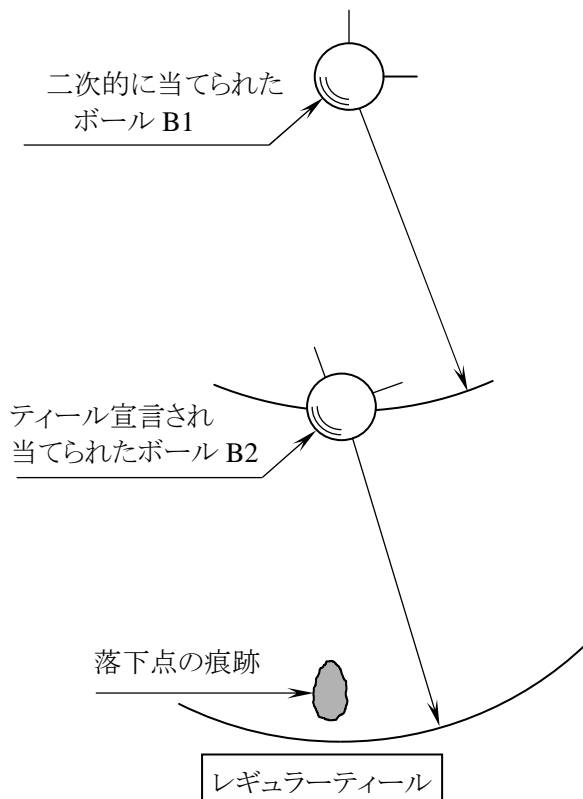 二次的に当てられた
ボール B1
ティール宣言され
当てられたボール B2
落下点の痕跡
レギュラーティール